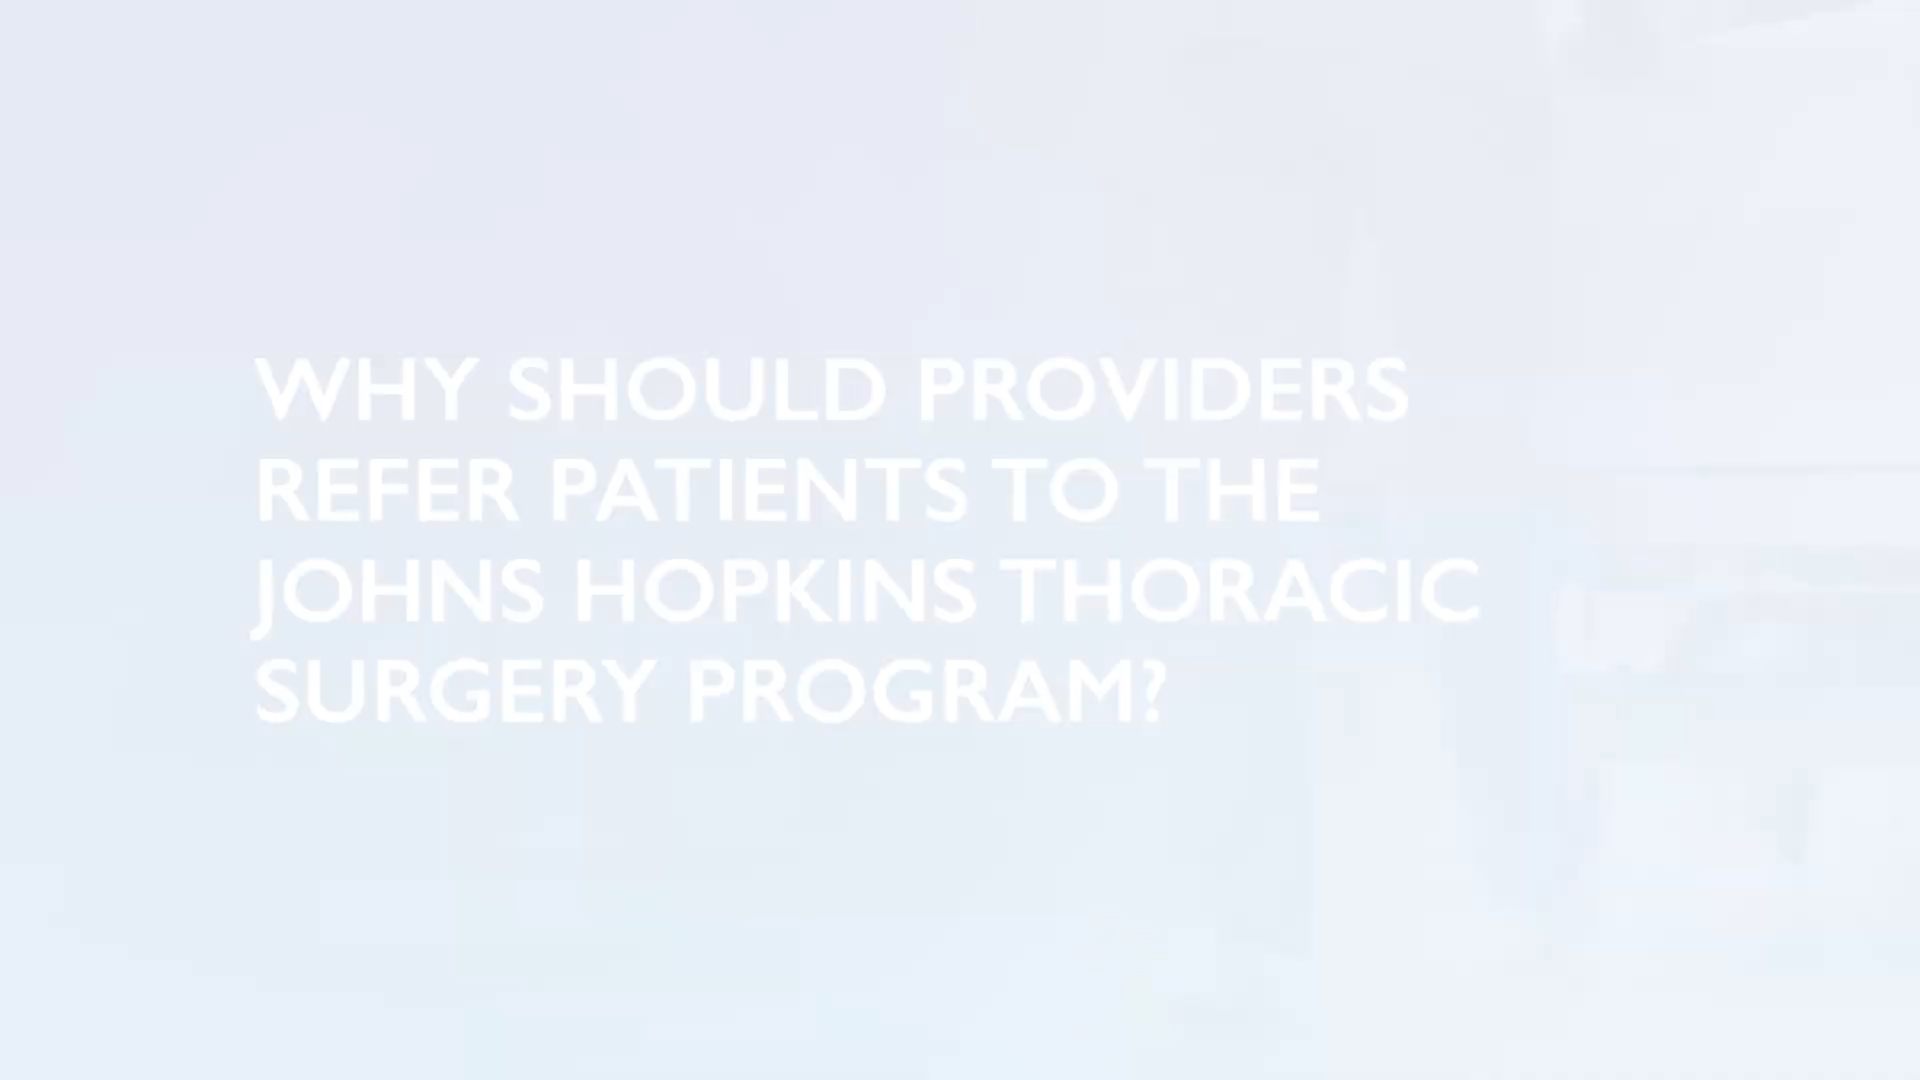 WHY SHOULD PROVIDERS
REFER PATIENTS TO THE
JOHNS HOPKINS THORACIC
SURGERY PROGRAM?